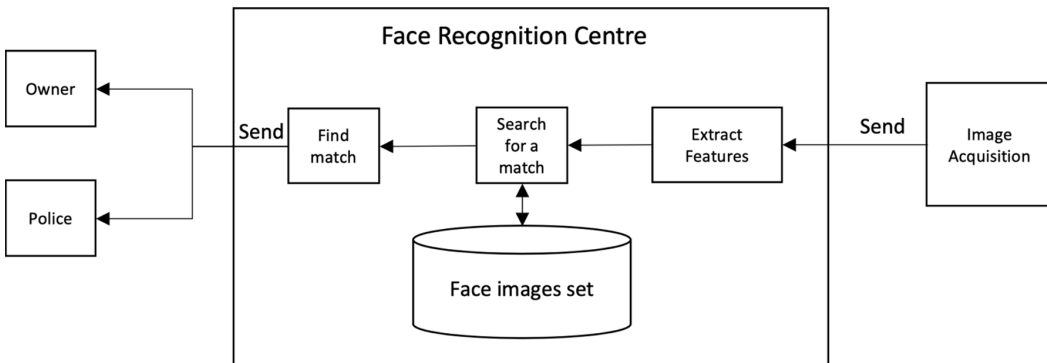 Face Recognition Centre
Owner
Police
Send
Find
match
Search
for a
match
Extract
Features
Send
Image
Acquisition
Face images set